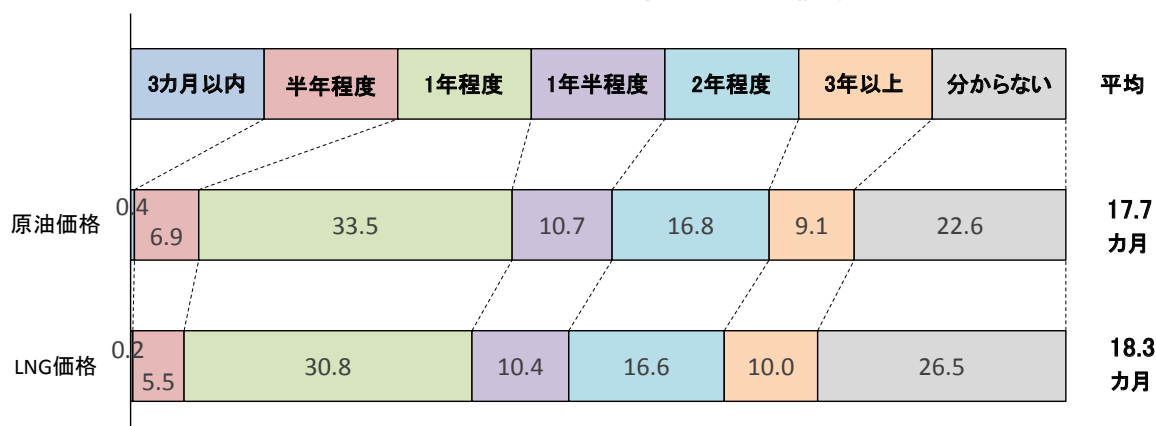 3カ月以内 半年程度 1年程度 1年半程度 2年程度 3年以上 分からない 平均
原油価格 0.4 6.9 33.5 10.7 16.8 9.1 22.6 17.7
カ月
LNG価格 0.2 5.5 30.8 10.4 16.6 10.0 26.5 18.3
カ月